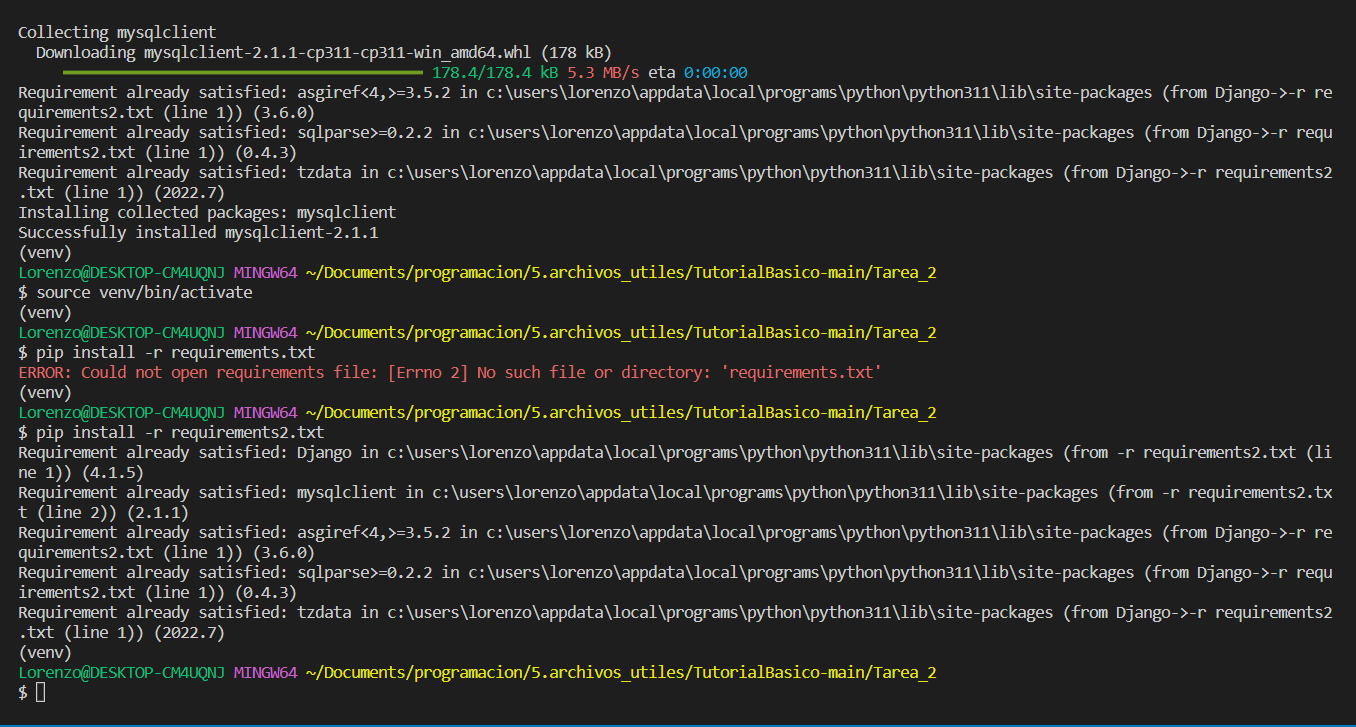 Collecting mysqlclient
  Downloading mysqlclient-2.1.1-cp311-cp311-win_amd64.whl (178 kB)
     178.4/178.4 kB 5.3 MB/s eta 0:00:00
Requirement already satisfied: asgiref<4,>=3.5.2 in c:\users\lorenzo\appdata\local\programs\python\python311\lib\site-packages (from Django->-r re
quirements2.txt (line 1)) (3.6.0)
Requirement already satisfied: sqlparse>=0.2.2 in c:\users\lorenzo\appdata\local\programs\python\python311\lib\site-packages (from Django->-r requ
irements2.txt (line 1)) (0.4.3)
Requirement already satisfied: tzdata in c:\users\lorenzo\appdata\local\programs\python\python311\lib\site-packages (from Django->-r requirements2
.txt (line 1)) (2022.7)
Installing collected packages: mysqlclient
Successfully installed mysqlclient-2.1.1
(venv)
Lorenzo@DESKTOP-CM4UQNJ MINGW64 ~/Documents/programacion/5.archivos_utiles/TutorialBasico-main/Tarea_2
$ source venv/bin/activate
(venv)
Lorenzo@DESKTOP-CM4UQNJ MINGW64 ~/Documents/programacion/5.archivos_utiles/TutorialBasico-main/Tarea_2
$ pip install -r requirements.txt
ERROR: Could not open requirements file: [Errno 2] No such file or directory: 'requirements.txt'
(venv)
Lorenzo@DESKTOP-CM4UQNJ MINGW64 ~/Documents/programacion/5.archivos_utiles/TutorialBasico-main/Tarea_2
$ pip install -r requirements2.txt
Requirement already satisfied: Django in c:\users\lorenzo\appdata\local\programs\python\python311\lib\site-packages (from -r requirements2.txt (li
ne 1)) (4.1.5)
Requirement already satisfied: mysqlclient in c:\users\lorenzo\appdata\local\programs\python\python311\lib\site-packages (from -r requirements2.tx
t (line 2)) (2.1.1)
Requirement already satisfied: asgiref<4,>=3.5.2 in c:\users\lorenzo\appdata\local\programs\python\python311\lib\site-packages (from Django->-r re
quirements2.txt (line 1)) (3.6.0)
Requirement already satisfied: sqlparse>=0.2.2 in c:\users\lorenzo\appdata\local\programs\python\python311\lib\site-packages (from Django->-r requ
irements2.txt (line 1)) (0.4.3)
Requirement already satisfied: tzdata in c:\users\lorenzo\appdata\local\programs\python\python311\lib\site-packages (from Django->-r requirements2
.txt (line 1)) (2022.7)
(venv)
Lorenzo@DESKTOP-CM4UQNJ MINGW64 ~/Documents/programacion/5.archivos_utiles/TutorialBasico-main/Tarea_2
$